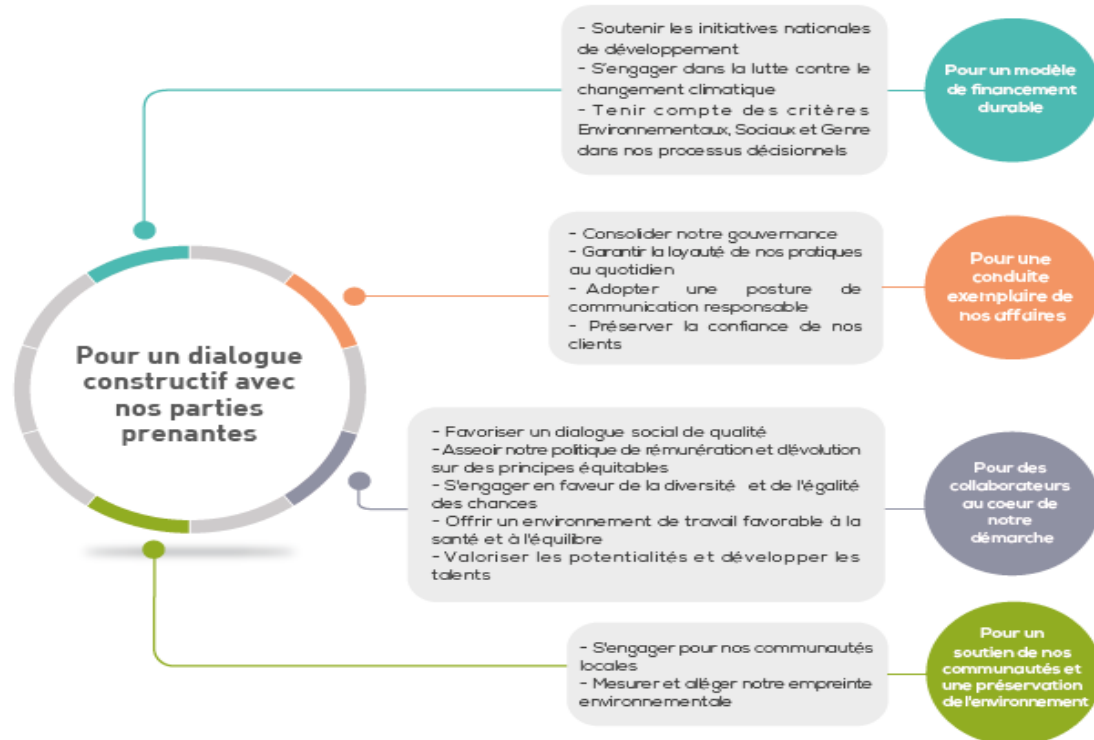 - Soutenir les initiatives nationales
de développement
- S'engager dans la lutte contre le
changement climatique
- Tenir compte des critères
Environnementaux, Sociaux et Genre
dans nos processus décisionnels
Pour un modèle
de financement
durable
- Consolider notre gouvernance
- Garantir la loyauté de nos pratiques
au quotidien
- Adopter une posture de
communication responsable
- Préserver la confiance de nos
clients
Pour une
conduite
exemplaire de
nos affaires
Pour un dialogue
constructif avec
nos parties
prenantes
- Favoriser un dialogue social de qualité
- Asseoir notre politique de rémunération et d'évolution
sur des principes équitables
- S'engager en faveur de la diversité et de l'égalité
des chances
- Offrir un environnement de travail favorable à la
santé et à l'équilibre
- Valoriser les potentialités et développer les
talents
Pour des
collaborateurs
au coeur de
notre
démarche
- S'engager pour nos communautés
locales
- Mesurer et alléger notre empreinte
environnementale
Pour un
soutien de nos
communautés et
une préservation
de l'environnement